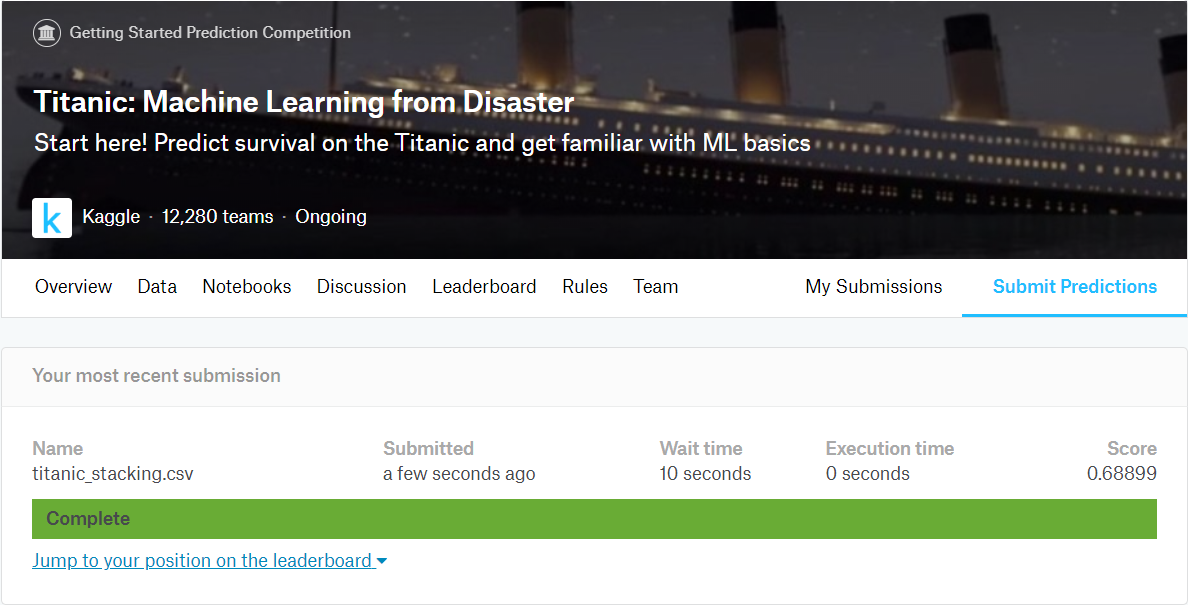 Getting Started Prediction Competition
Titanic: Machine Learning from Disaster
Start here! Predict survival on the Titanic and get familiar with ML basics
k
Kaggle · 12,280 teams · Ongoing
Overview Data Notebooks Discussion Leaderboard Rules Team My Submissions Submit Predictions
Your most recent submission
Name Submitted Wait time Execution time Score
titanic_stacking.csv a few seconds ago 10 seconds 0 seconds 0.68899
Complete
Jump to your position on the leaderboard